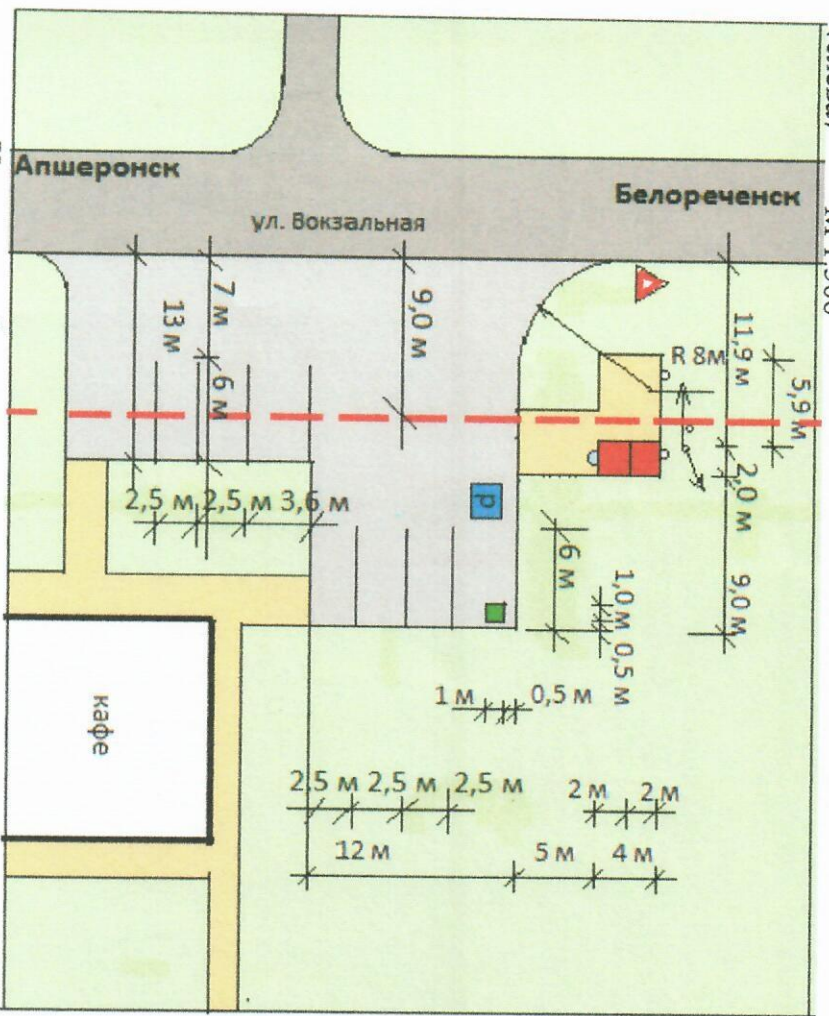 Апшеронск
Белореченск
ул. Вокзальная
7 м
13 м
6 м
9,0 м
R 8м
11,9 м
5,9 м
2,5 м 2,5 м 3,6 м
р
6 м
2,0 м
1,0 м 0,5 м
9,0 м
1 м 0,5 м
кафе
2,5 м 2,5 м 2,5 м
2 м 2 м
12 м 5 м 4 м